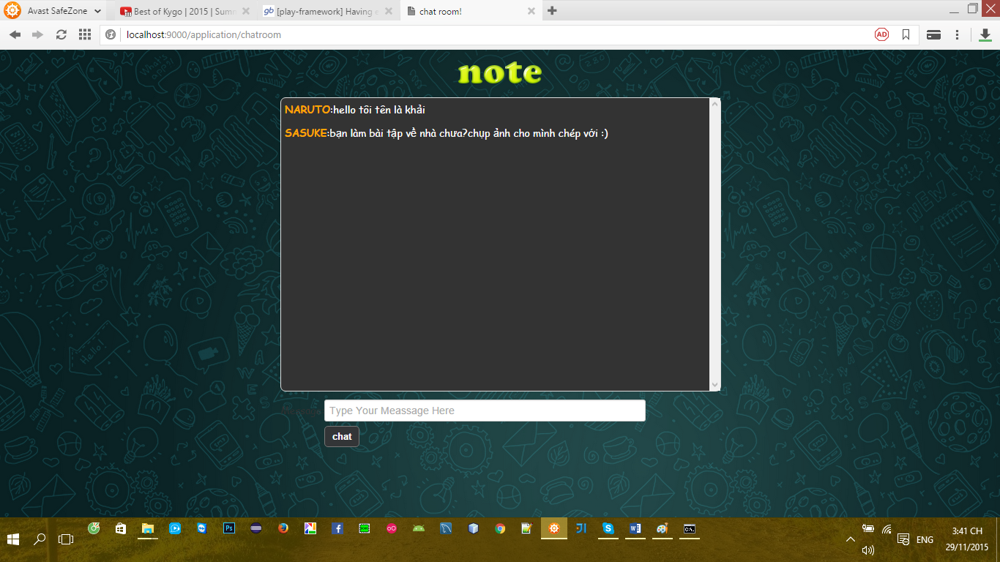 Avast SafeZone
Best of Kygo | 2015 | Sum
[play-framework] Having e
chat room!
localhost:9000/application/chatroom
AD
note
NARUTO:hello tôi tên là khải
SASUKE:bạn làm bài tập về nhà chưa?chụp ảnh cho mình chép với :)
Type Your Meassage Here
chat
ENG
3:41 CH
29/11/2015